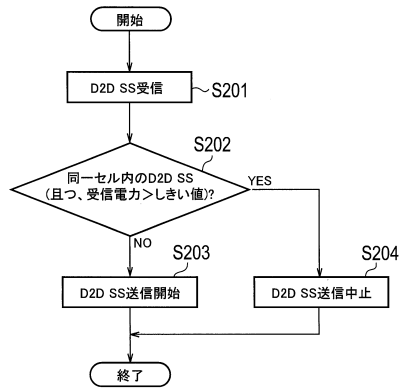 開始
D2D SS受信
S201
S202
同一セル内のD2D SS
(且つ、受信電力>しきい値)?
YES
NO
S203
S204
D2D SS送信開始
D2D SS送信中止
終了